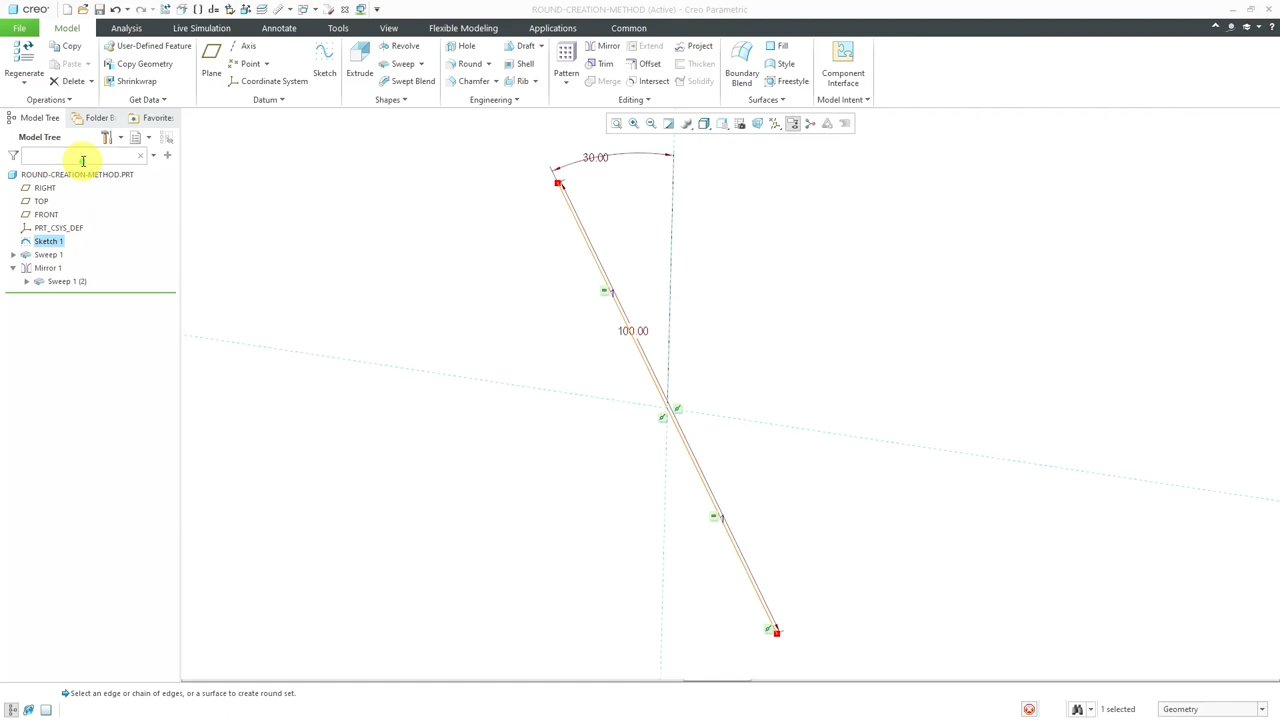 creo
ROUND-CREATION-METHOD (Active) - Creo Parametric
File Model Analysis Live Simulation Annotate Tools View Flexible Modeling Applications Common
Copy User-Defined Feature Axis Revolve Hole Draft Mirror Extend Project Fill
Regenerate Paste Copy Geometry Plane Point Sketch Extrude Sweep Round Shell Pattern Trim Offset Thicken Boundary Blend Style Component Interface
Delete Shrinkwrap Coordinate System Swept Blend Chamfer Rib Merge Intersect Solidify Freestyle
Operations Get Data Datum Shapes Engineering Editing Surfaces Model Intent
Model Tree Folder B Favorite
Model Tree
ROUND-CREATION-METHOD.PRT
RIGHT
TOP
FRONT
PRT_CSYS_DEF
Sketch 1
Sweep 1
Mirror 1
Sweep 1 (2)
30.00
100.00
Select an edge or chain of edges, or a surface to create round set.
1 selected Geometry